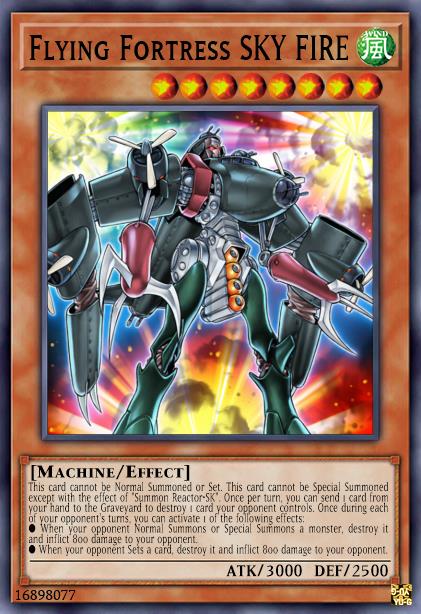 Flying Fortress SKY FIRE
WIND
風
[Machine/Effect]
This card cannot be Normal Summoned or Set. This card cannot be Special Summoned
except with the effect of "Summon Reactor・SK". Once per turn, you can send 1 card from
your hand to the Graveyard to destroy 1 card your opponent controls. Once during each
of your opponent's turns, you can activate 1 of the following effects:
● When your opponent Normal Summons or Special Summons a monster, destroy it
and inflict 800 damage to your opponent.
● When your opponent Sets a card, destroy it and inflict 800 damage to your opponent.
ATK/3000 DEF/2500
16898077